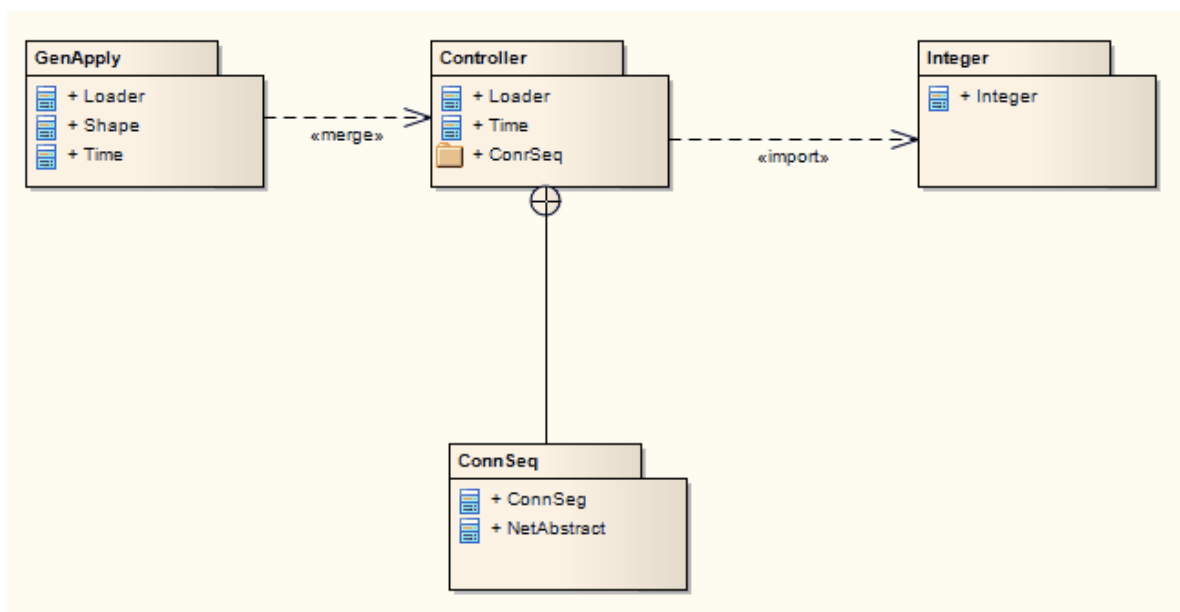 GenApply
+ Loader
+ Shape
+ Time
«merge»
Controller
+ Loader
+ Time
+ ConrSeq
«import»
Integer
+ Integer
ConnSeq
+ ConnSeg
+ NetAbstract